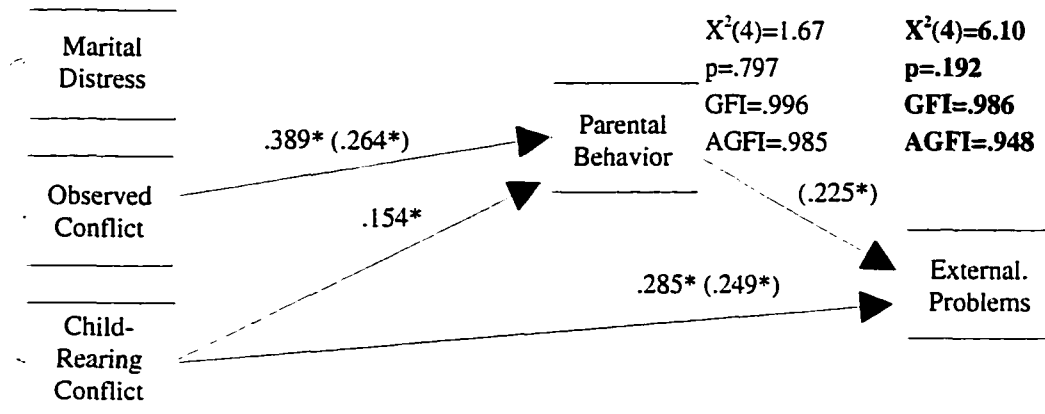 Marital
Distress
Observed
Conflict
Child-
Rearing
Conflict
.389* (.264*)
.154*
Parental
Behavior
X²(4)=1.67
p=.797
GFI=.996
AGFI=.985
X²(4)=6.10
p=.192
GFI=.986
AGFI=.948
(.225*)
.285* (.249*)
External.
Problems